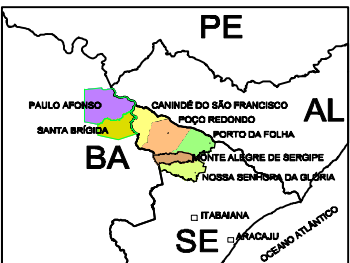 PE
PAULO AFONSO
CANINDÉ DO SÃO FRANCISCO
AL
POÇO REDONDO
SANTA BRÍGIDA
PORTO DA FOLHA
BA
MONTE ALEGRE DE SERGIPE
NOSSA SENHORA DA GLÓRIA
ITABAIANA
SE
ARACAJU
OCEANO ATLÂNTICO